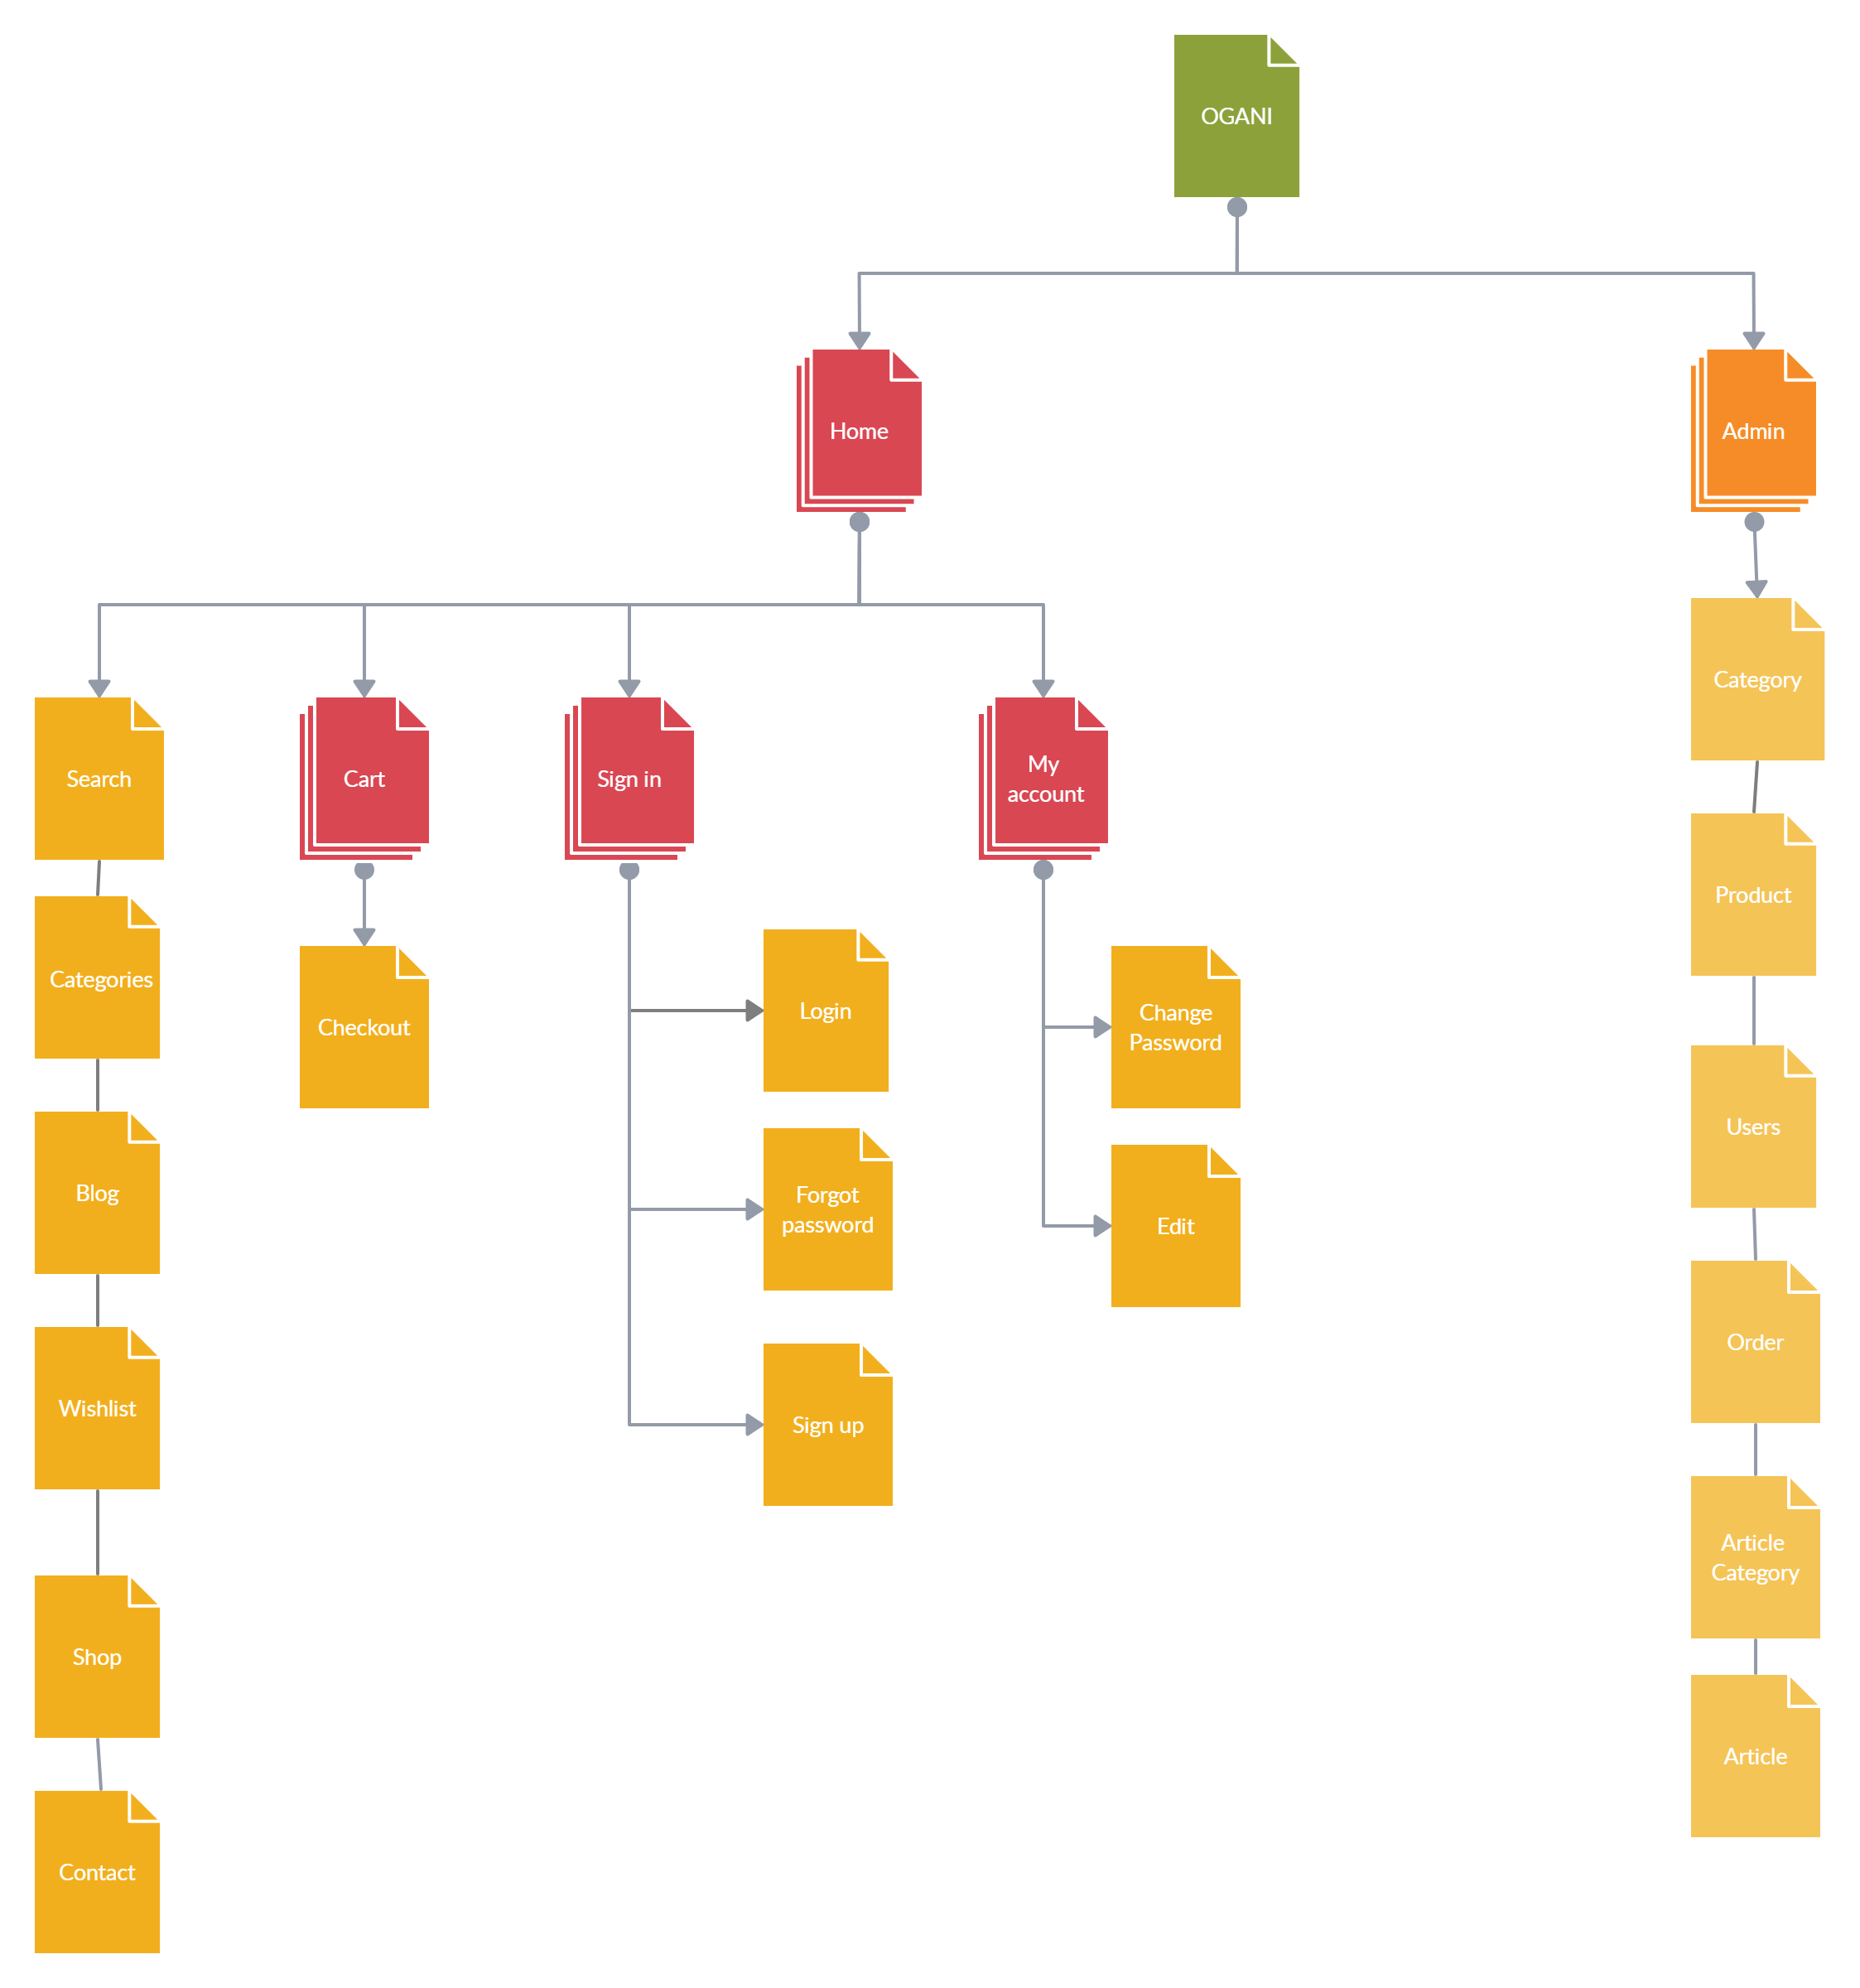 OGANI
Home
Admin
Category
Search
Cart
Sign in
My
account
Product
Categories
Login
Change
Password
Checkout
Users
Blog
Forgot
password
Edit
Order
Wishlist
Sign up
Article
Category
Shop
Article
Contact